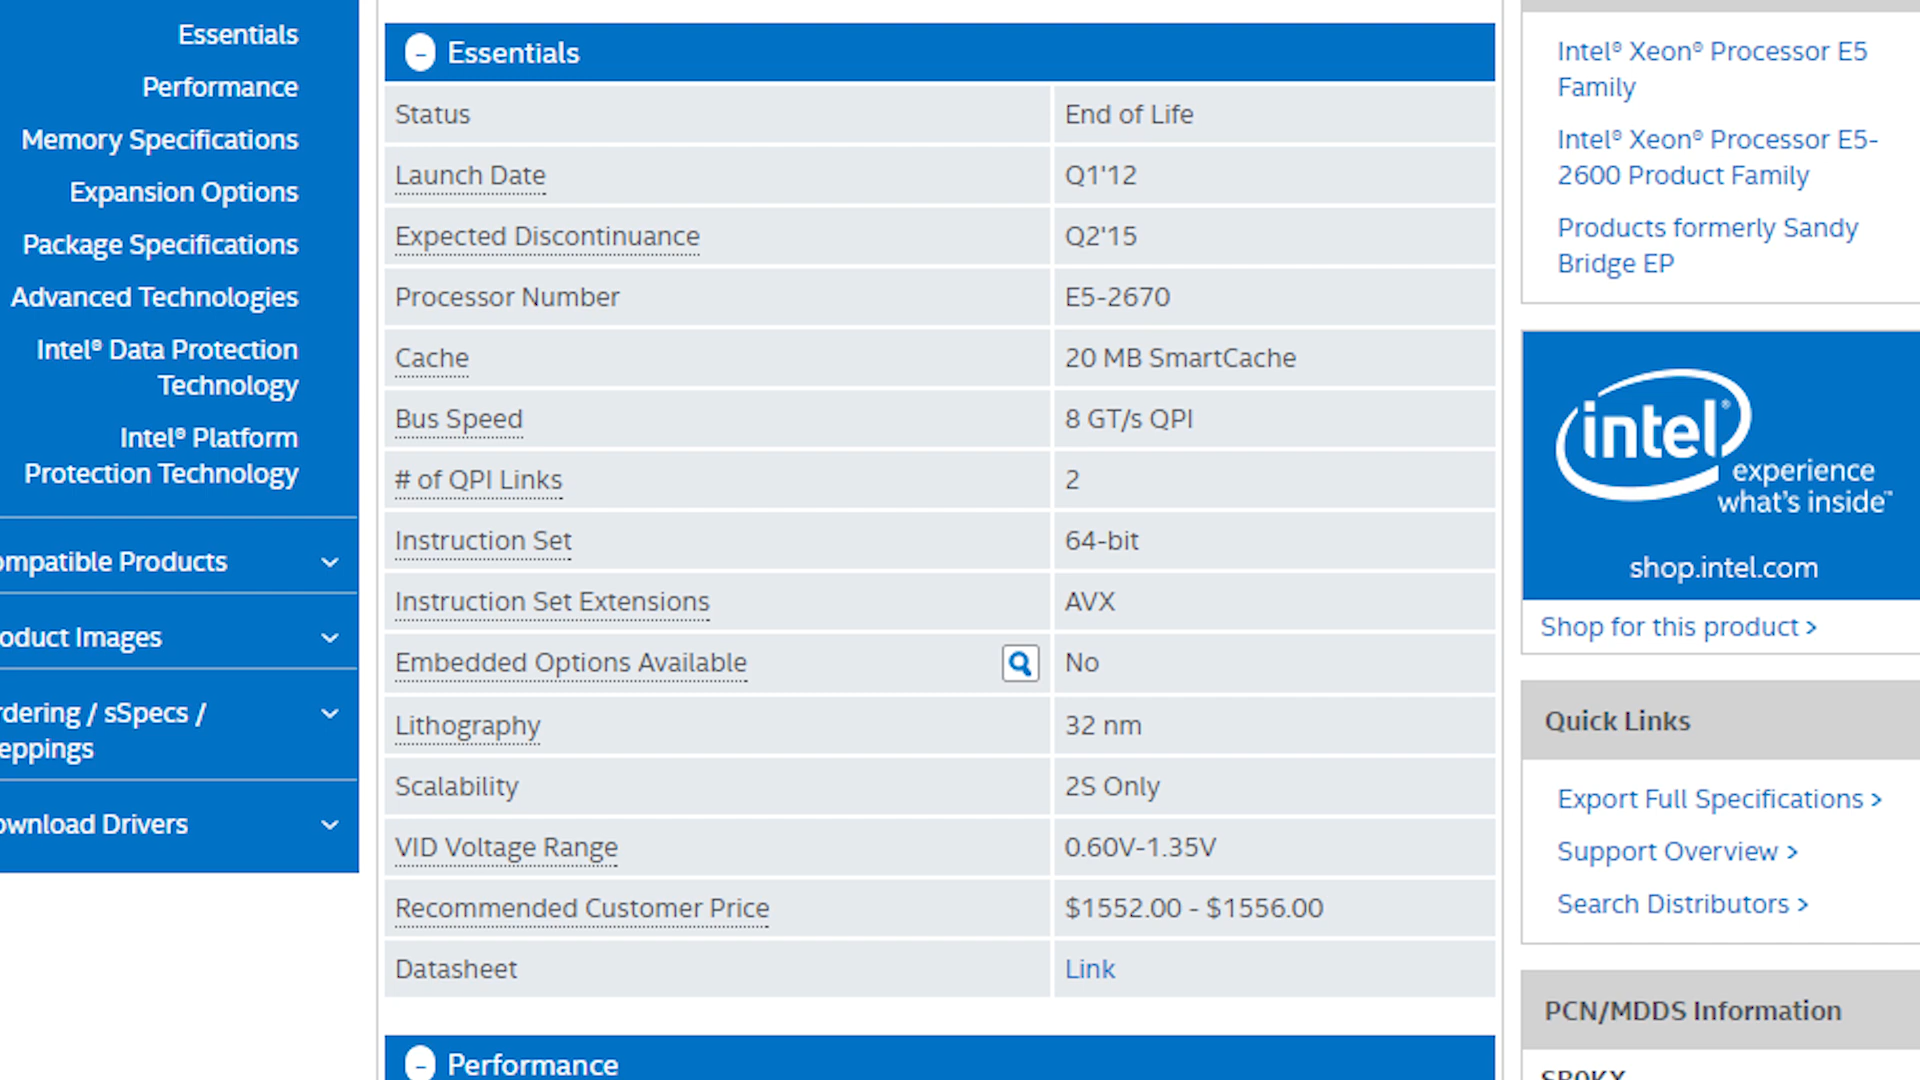 Essentials
Performance
Memory Specifications
Expansion Options
Package Specifications
Advanced Technologies
Intel® Data Protection
Technology
Intel® Platform
Protection Technology
ompatible Products
oduct Images
rdering / sSpecs /
eppings
ownload Drivers
Essentials
Status End of Life
Launch Date Q1'12
Expected Discontinuance Q2'15
Processor Number E5-2670
Cache 20 MB SmartCache
Bus Speed 8 GT/s QPI
# of QPI Links 2
Instruction Set 64-bit
Instruction Set Extensions AVX
Embedded Options Available No
Lithography 32 nm
Scalability 2S Only
VID Voltage Range 0.60V-1.35V
Recommended Customer Price $1552.00 - $1556.00
Datasheet Link
Performance
Intel® Xeon® Processor E5
Family
Intel® Xeon® Processor E5-
2600 Product Family
Products formerly Sandy
Bridge EP
intel®
experience
what's inside™
shop.intel.com
Shop for this product >
Quick Links
Export Full Specifications >
Support Overview >
Search Distributors >
PCN/MDDS Information